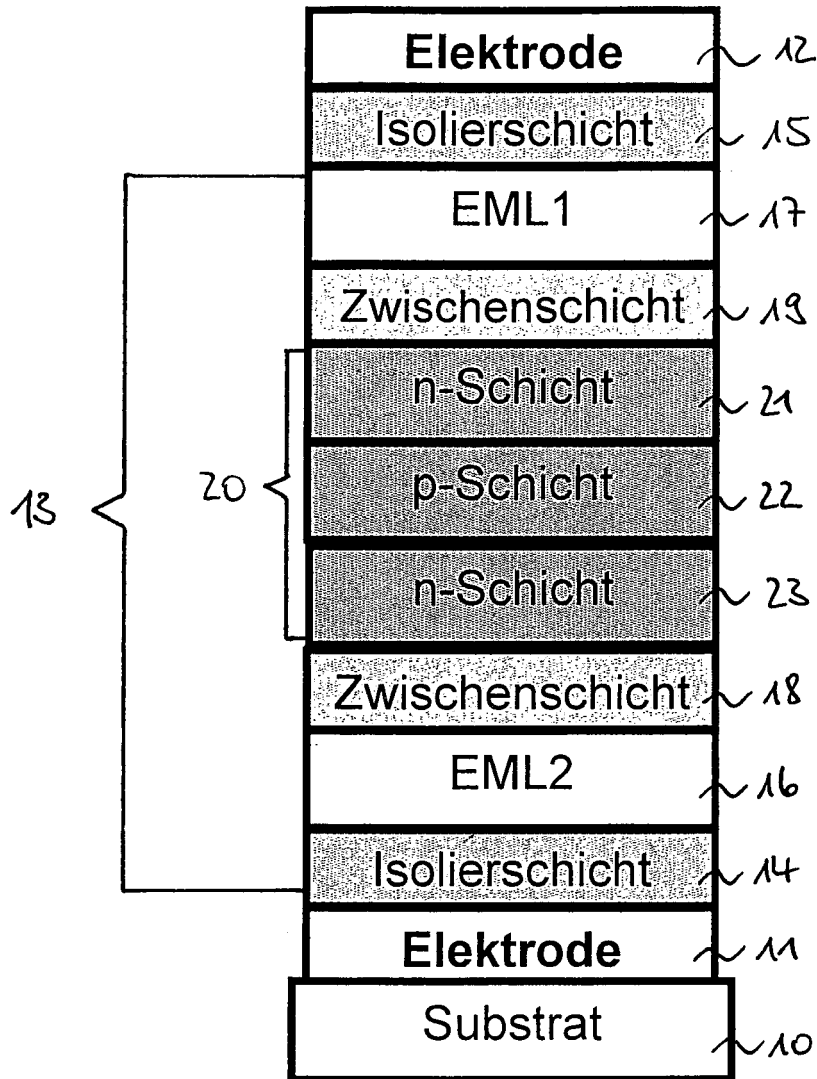 Elektrode 12
Isolierschicht 15
EML1 17
Zwischenschicht 19
n-Schicht 21
13 20 p-Schicht 22
n-Schicht 23
Zwischenschicht 18
EML2 16
Isolierschicht 14
Elektrode 11
Substrat 10